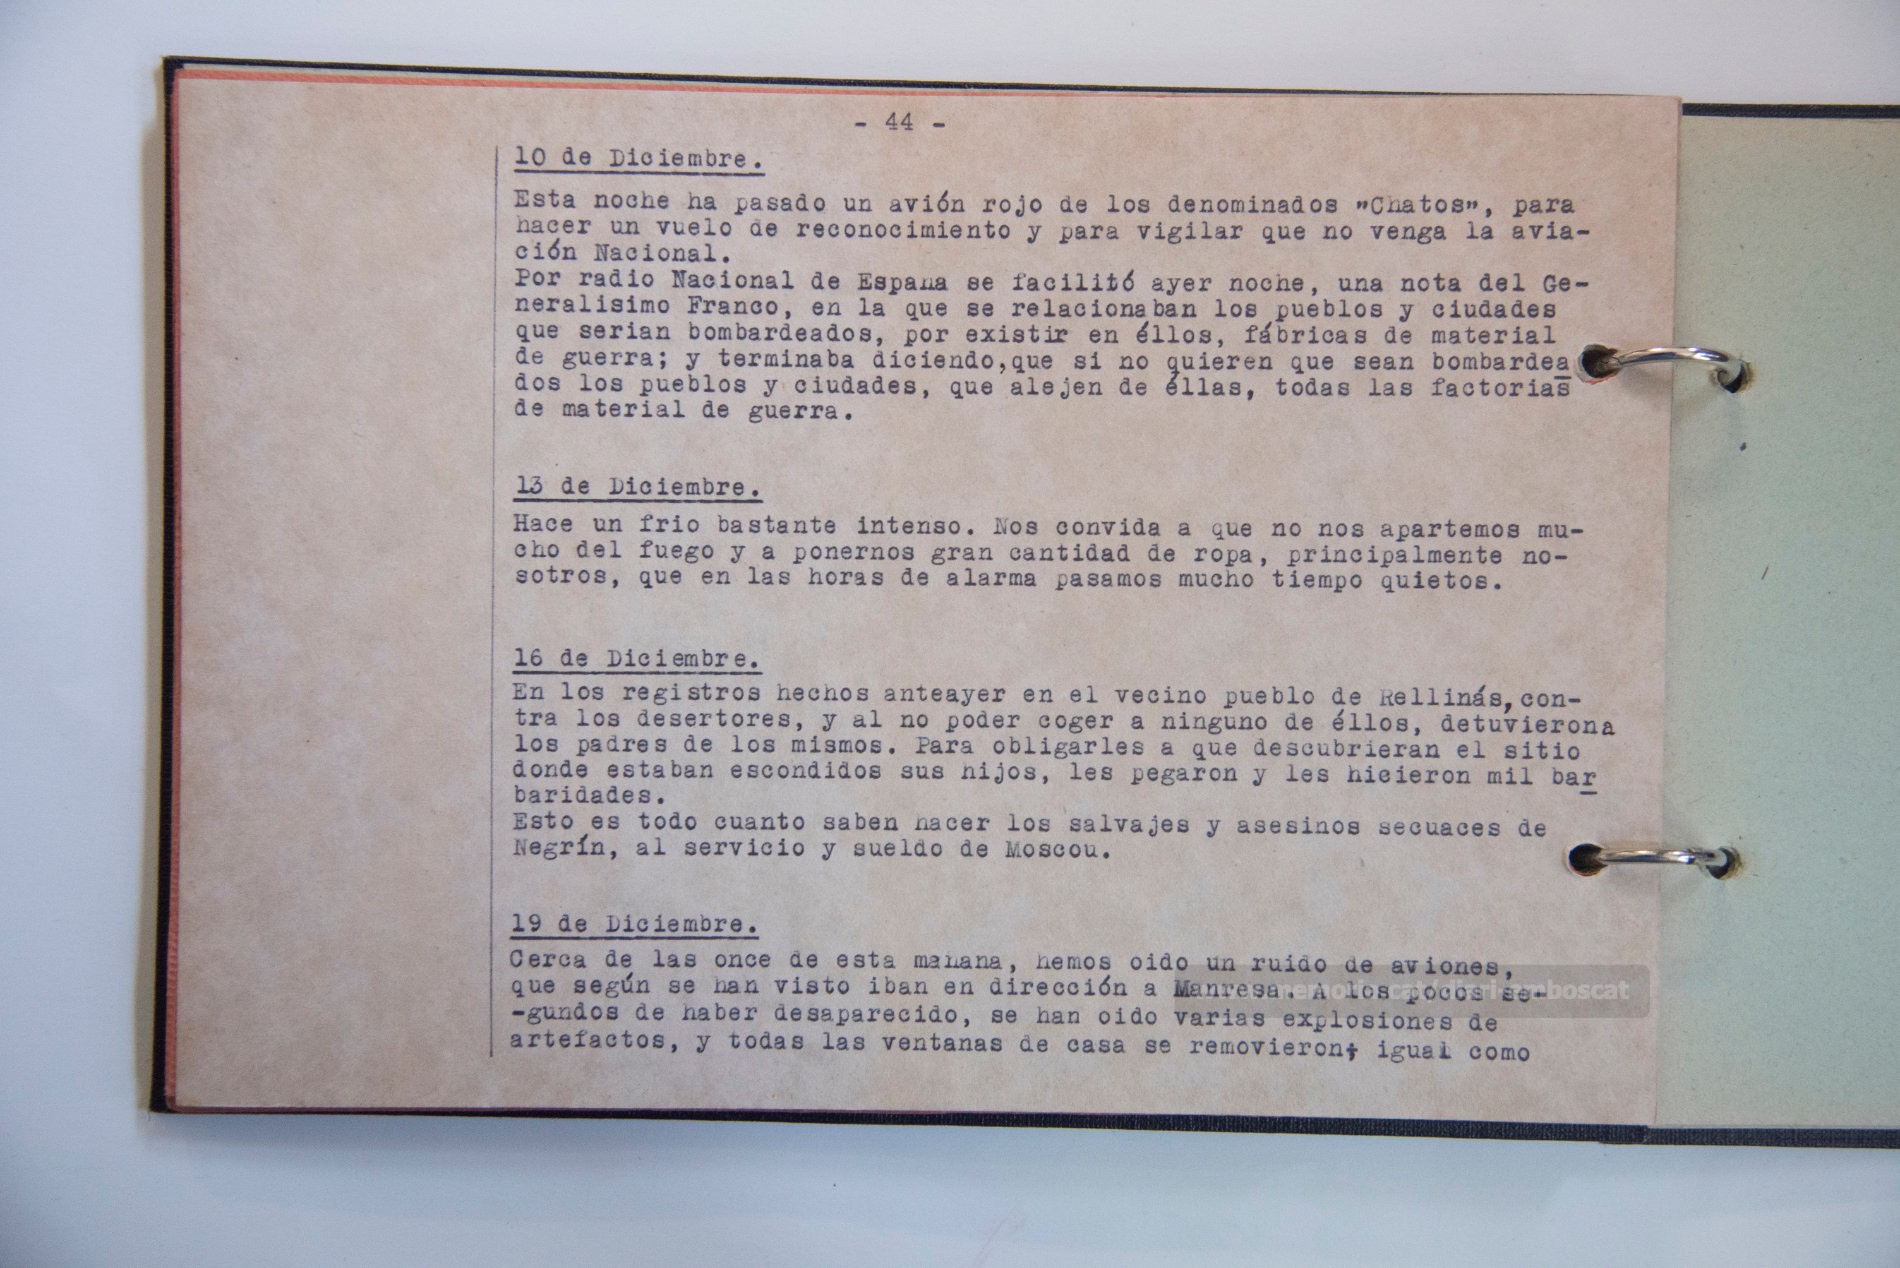 - 44 -
10 de Diciembre.
Esta noche ha pasado un avión rojo de los denominados "Chatos", para
hacer un vuelo de reconocimiento y para vigilar que no venga la avia-
ción Nacional.
Por radio Nacional de España se facilitó ayer noche, una nota del Ge-
neralisimo Franco, en la que se relacionaban los pueblos y ciudades
que serian bombardeados, por existir en éllos, fábricas de material
de guerra; y terminaba diciendo,que si no quieren que sean bombardea
dos los pueblos y ciudades, que alejen de éllas, todas las factorias
de material de guerra.
13 de Diciembre.
Hace un frio bastante intenso. Nos convida a que no nos apartemos mu-
cho del fuego y a ponernos gran cantidad de ropa, principalmente no-
sotros, que en las horas de alarma pasamos mucho tiempo quietos.
16 de Diciembre.
En los registros hechos anteayer en el vecino pueblo de Rellinás,con-
tra los desertores, y al no poder coger a ninguno de éllos, detuvierona
los padres de los mismos. Para obligarles a que descubrieran el sitio
donde estaban escondidos sus hijos, les pegaron y les hicieron mil bar
baridades.
Esto es todo cuanto saben hacer los salvajes y asesinos secuaces de
Negrín, al servicio y sueldo de Moscou.
19 de Diciembre.
Cerca de las once de esta mañana, hemos oido un ruido de aviones,
que según se han visto iban en dirección a Manresa. A los pocos se-
-gundos de haber desaparecido, se han oido varias explosiones de
artefactos, y todas las ventanas de casa se removieron, igual como